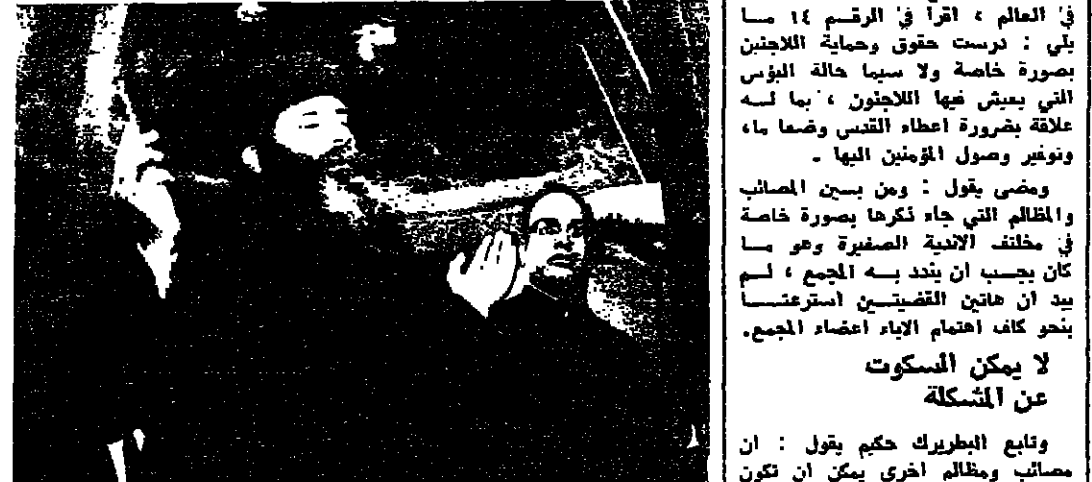 في العالم ، اقرأ في الرقم ١٤ ما
يلي : درست حقوق وحماية اللاجئين
بصورة خاصة ولا سيما حالة البؤس
التي يعيش فيها اللاجئون ، بما له
علاقة بضرورة اعطاء القدس وضعا ما،
وتوفير وصول المؤمنين اليها .
ومضى يقول : ومن بين المصائب
والمظالم التي جاء ذكرها بصورة خاصة
في مختلف الاندية الصغيرة وهو ما
كان يجب ان يندد به المجمع ، لم
يبد ان هاتين القضيتين استرعتا
بنحو كاف اهتمام الاباء اعضاء المجمع.
لا يمكن السكوت
عن المشكلة
وتابع البطريرك حكيم يقول : ان
مصائب ومظالم اخرى يمكن ان تكون